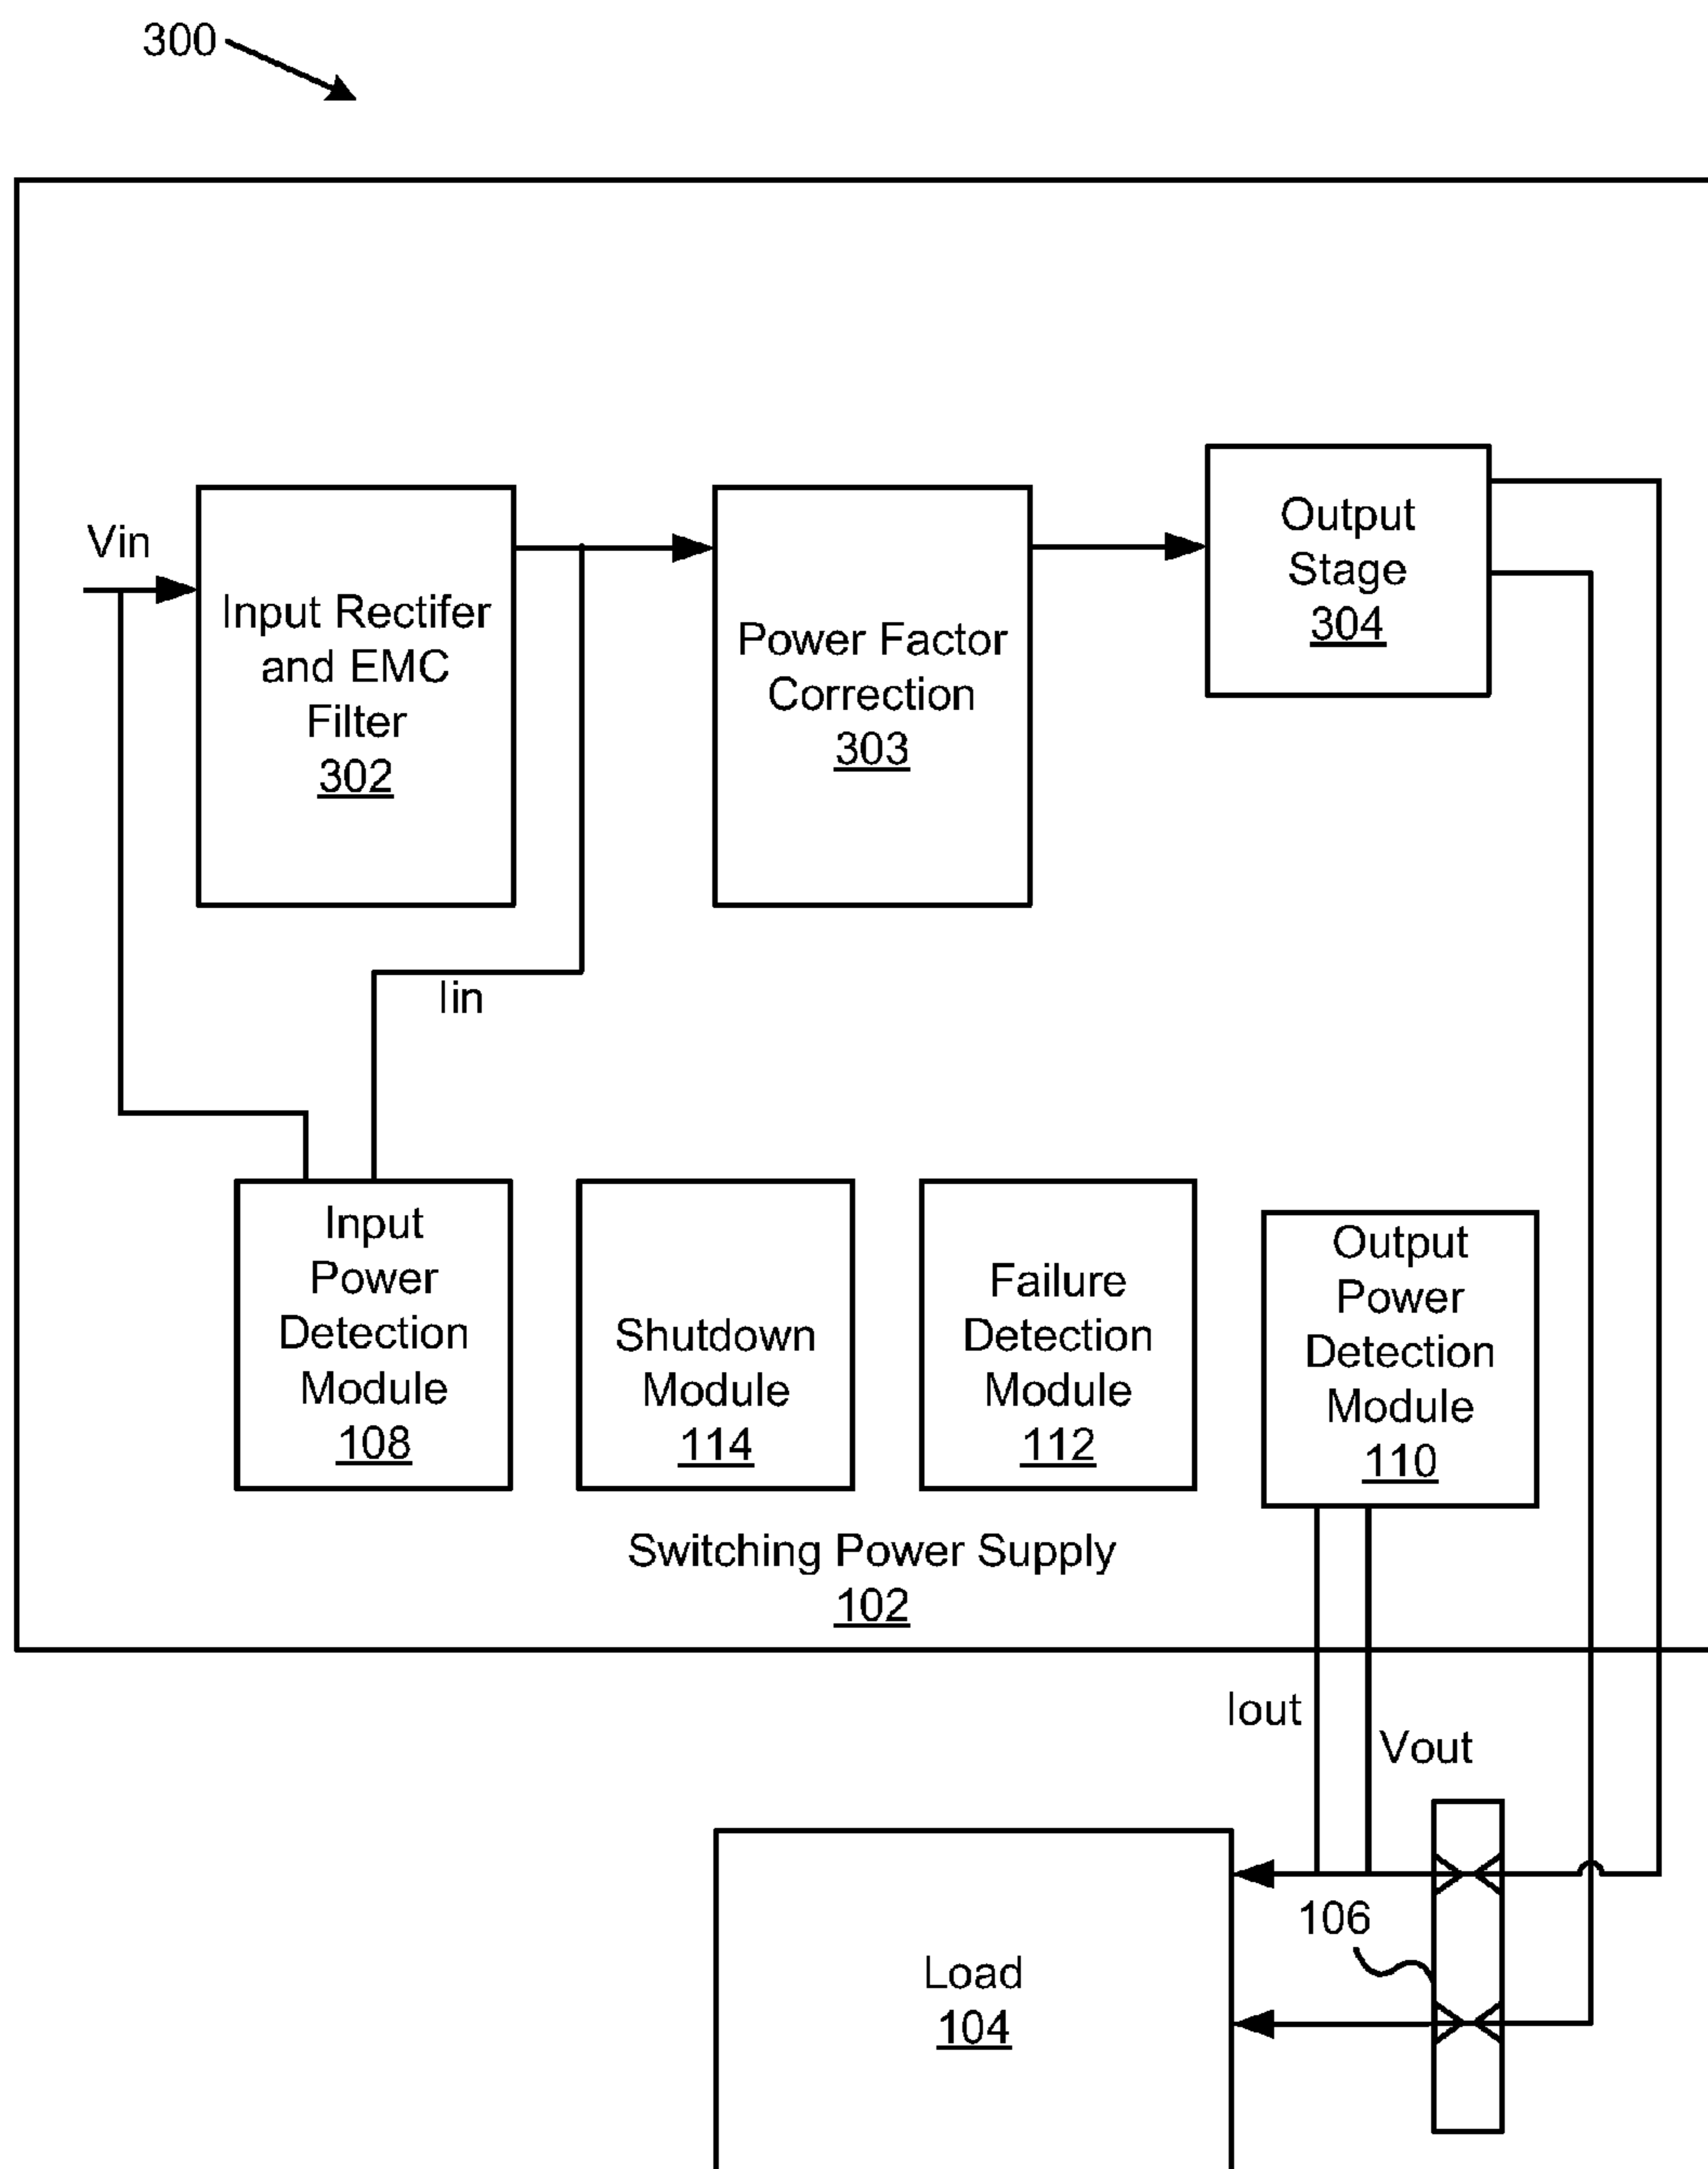 300
Vin
Input Rectifer
and EMC
Filter
302
Power Factor
Correction
303
Output
Stage
304
Iin
Input
Power
Detection
Module
108
Shutdown
Module
114
Failure
Detection
Module
112
Output
Power
Detection
Module
110
Switching Power Supply
102
Iout
Vout
106
Load
104